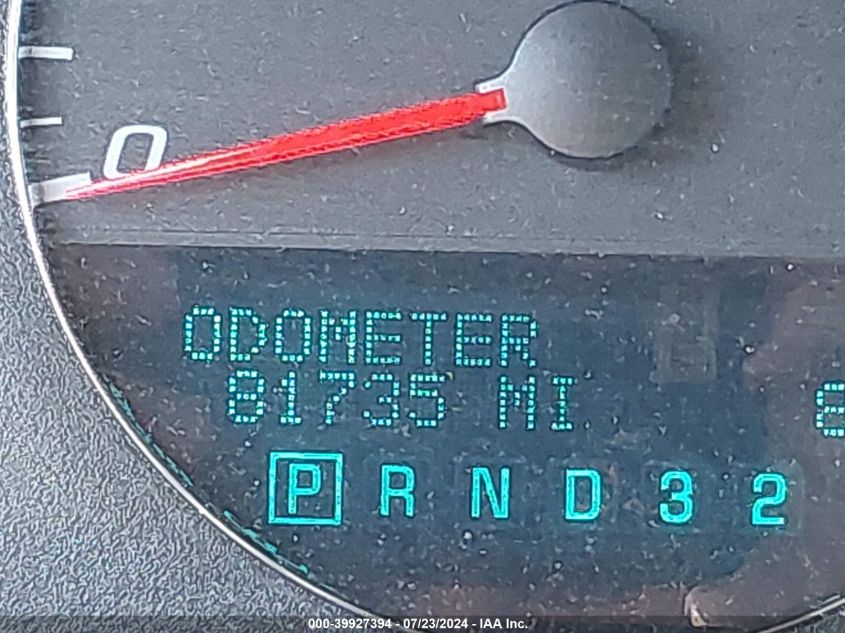 0
ODOMETER
81735 MI
P R N D 3 2
000-39927394 - 07/23/2024 - IAA Inc.